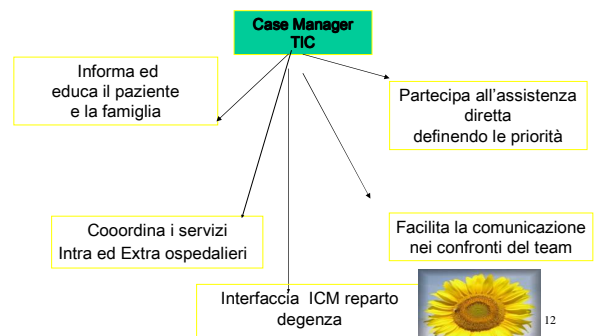 Case Manager
TIC
Informa ed
educa il paziente
e la famiglia
Partecipa all'assistenza
diretta
definendo le priorità
Cooordina i servizi
Intra ed Extra ospedalieri
Facilita la comunicazione
nei confronti del team
Interfaccia ICM reparto
degenza
12